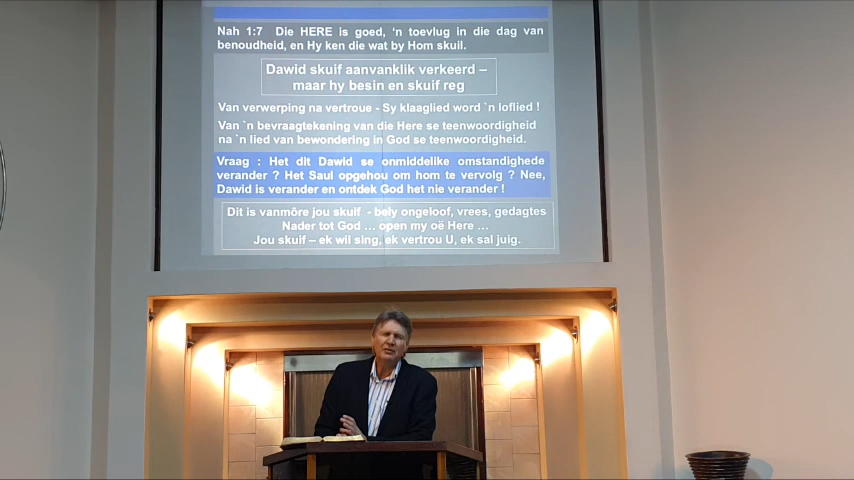 Nah 1:7 Die HERE is goed, ‘n toevlug in die dag van
benoudheid, en Hy ken die wat by Hom skuil.
Dawid skuif aanvanklik verkeerd –
maar hy besin en skuif reg
Van verwerping na vertroue - Sy klaaglied word `n loflied !
Van `n bevraagtekening van die Here se teenwoordigheid
na `n lied van bewondering in God se teenwoordigheid.
Vraag : Het dit Dawid se onmiddelike omstandighede
verander ? Het Saul opgehou om hom te vervolg ? Nee,
Dawid is verander en ontdek God het nie verander !
Dit is vanmôre jou skuif - bely ongeloof, vrees, gedagtes
Nader tot God … open my oë Here …
Jou skuif – ek wil sing, ek vertrou U, ek sal juig.